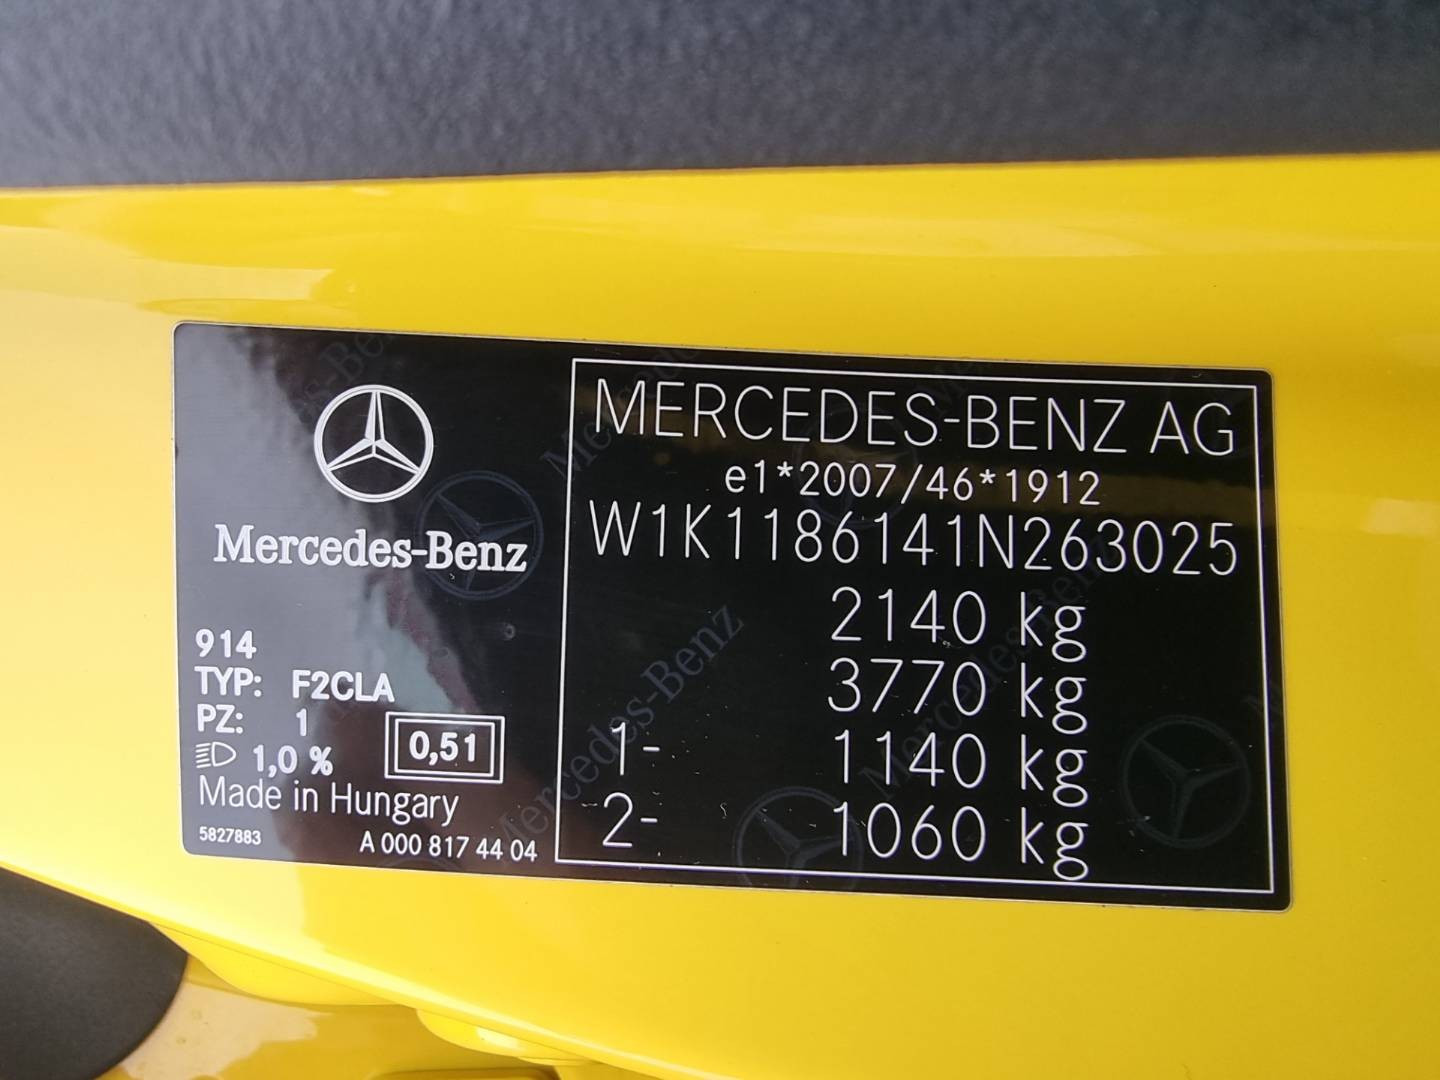 Mercedes-Benz
914
TYP: F2CLA
PZ: 1
1,0 %
0,51
Made in Hungary
5827883
A 000 817 44 04
MERCEDES-BENZ AG
e1*2007/46*1912
W1K1186141N263025
2140 kg
3770 kg
1- 1140 kg
2- 1060 kg